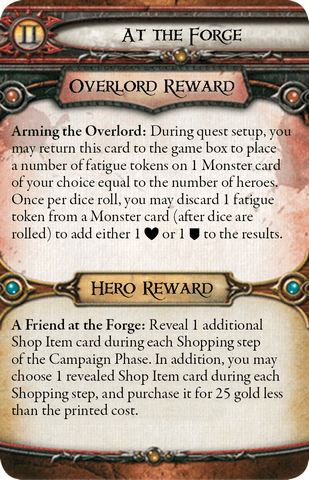 II
At the Forge
Overlord Reward
Arming the Overlord: During quest setup, you
may return this card to the game box to place
a number of fatigue tokens on 1 Monster card
of your choice equal to the number of heroes.
Once per dice roll, you may discard 1 fatigue
token from a Monster card (after dice are
rolled) to add either 1 or 1 to the results.
Hero Reward
A Friend at the Forge: Reveal 1 additional
Shop Item card during each Shopping step
of the Campaign Phase. In addition, you may
choose 1 revealed Shop Item card during each
Shopping step, and purchase it for 25 gold less
than the printed cost.